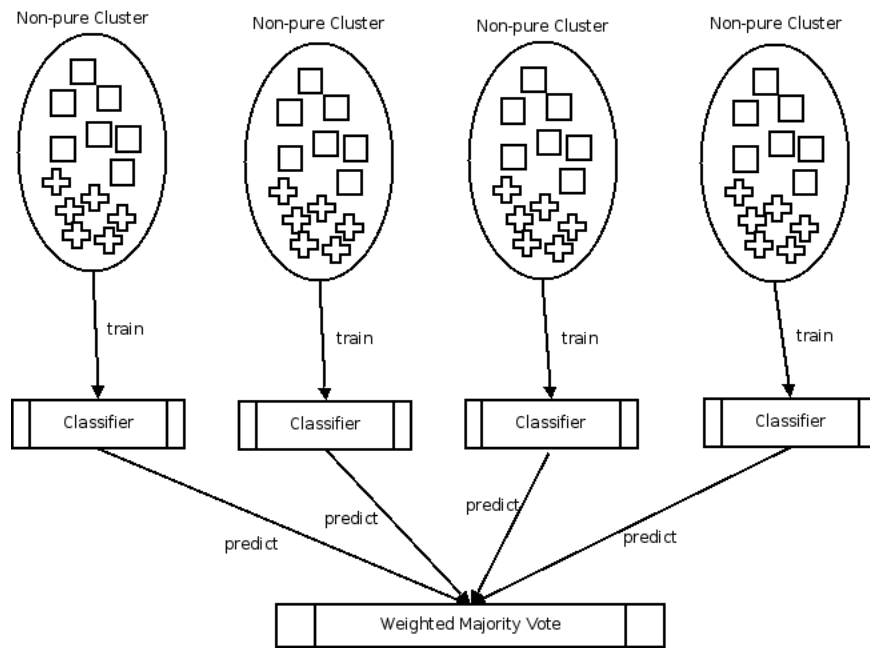 Non-pure Cluster
Non-pure Cluster
Non-pure Cluster
Non-pure Cluster
train
train
train
train
Classifier
Classifier
Classifier
Classifier
predict
predict
predict
predict
Weighted Majority Vote